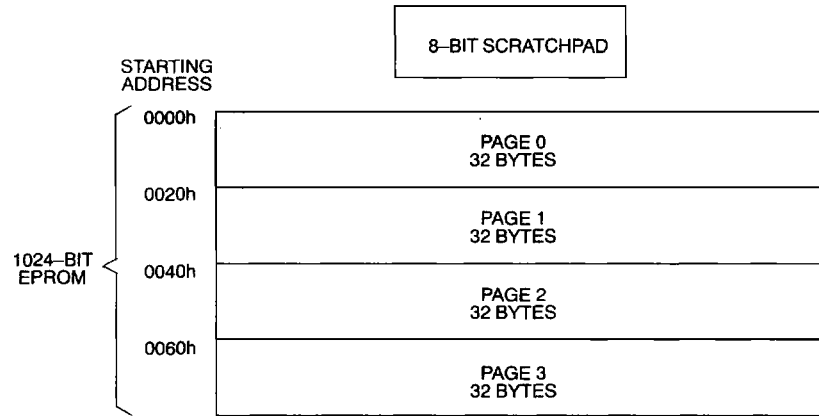 8–BIT SCRATCHPAD
STARTING
ADDRESS
0000h
PAGE 0
32 BYTES
0020h
PAGE 1
32 BYTES
1024–BIT
EPROM
0040h
PAGE 2
32 BYTES
0060h
PAGE 3
32 BYTES